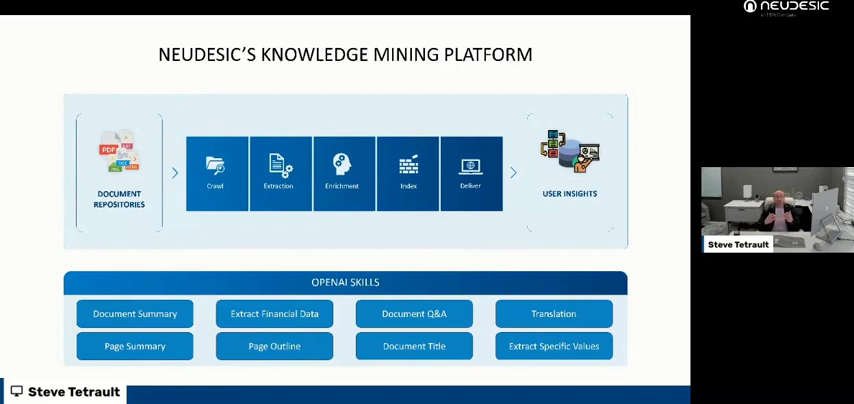 NEUDESIC
NEUDESIC'S KNOWLEDGE MINING PLATFORM
PDF
DOCUMENT
REPOSITORIES
Crawl
Extraction
Enrichment
Index
Deliver
USER INSIGHTS
OPENAI SKILLS
Document Summary
Extract Financial Data
Document Q&A
Translation
Page Summary
Page Outline
Document Title
Extract Specific Values
Steve Tetrault
Steve Tetrault